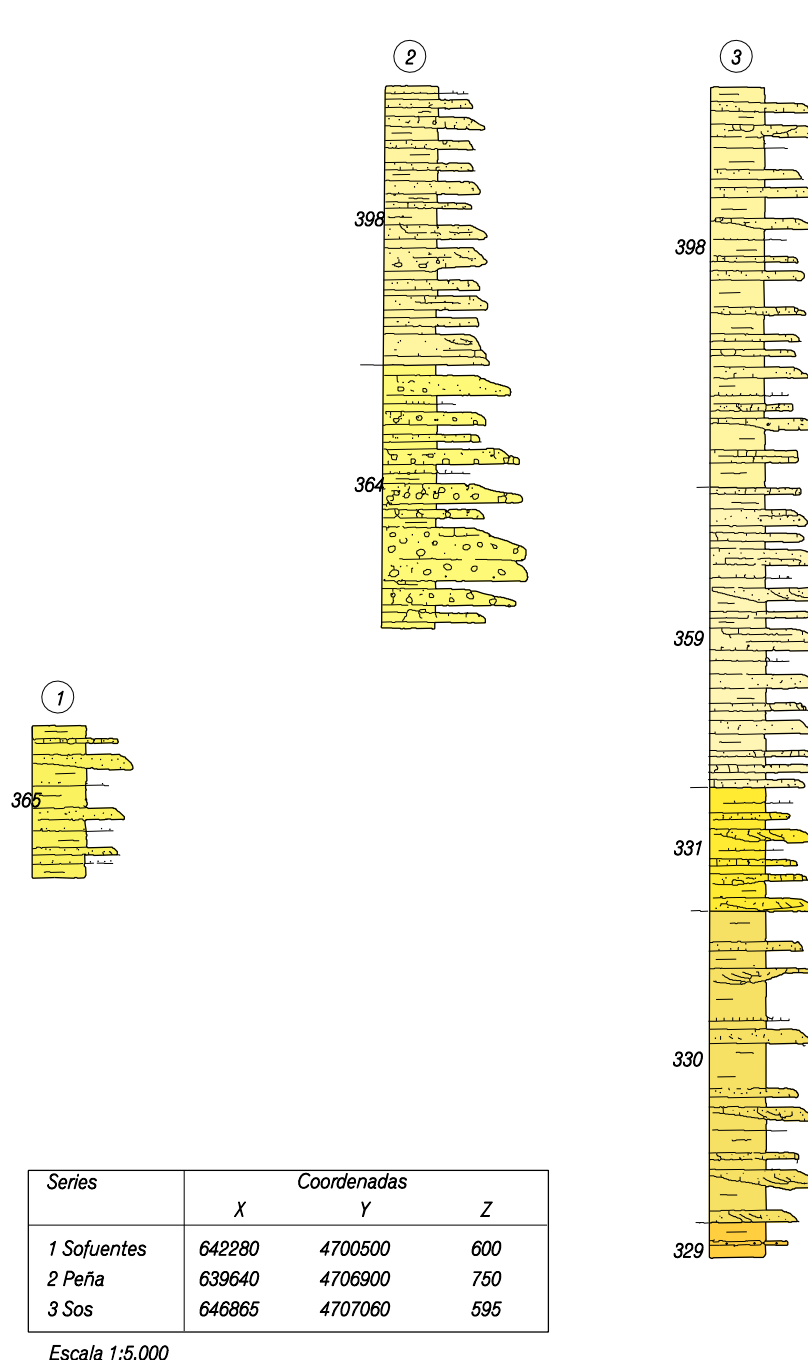 2
3
398
398
364
359
1
365
331
330
329
Series Coordenadas
X Y Z
1 Sofuentes 642280 4700500 600
2 Peña 639640 4706900 750
3 Sos 646865 4707060 595
Escala 1:5.000